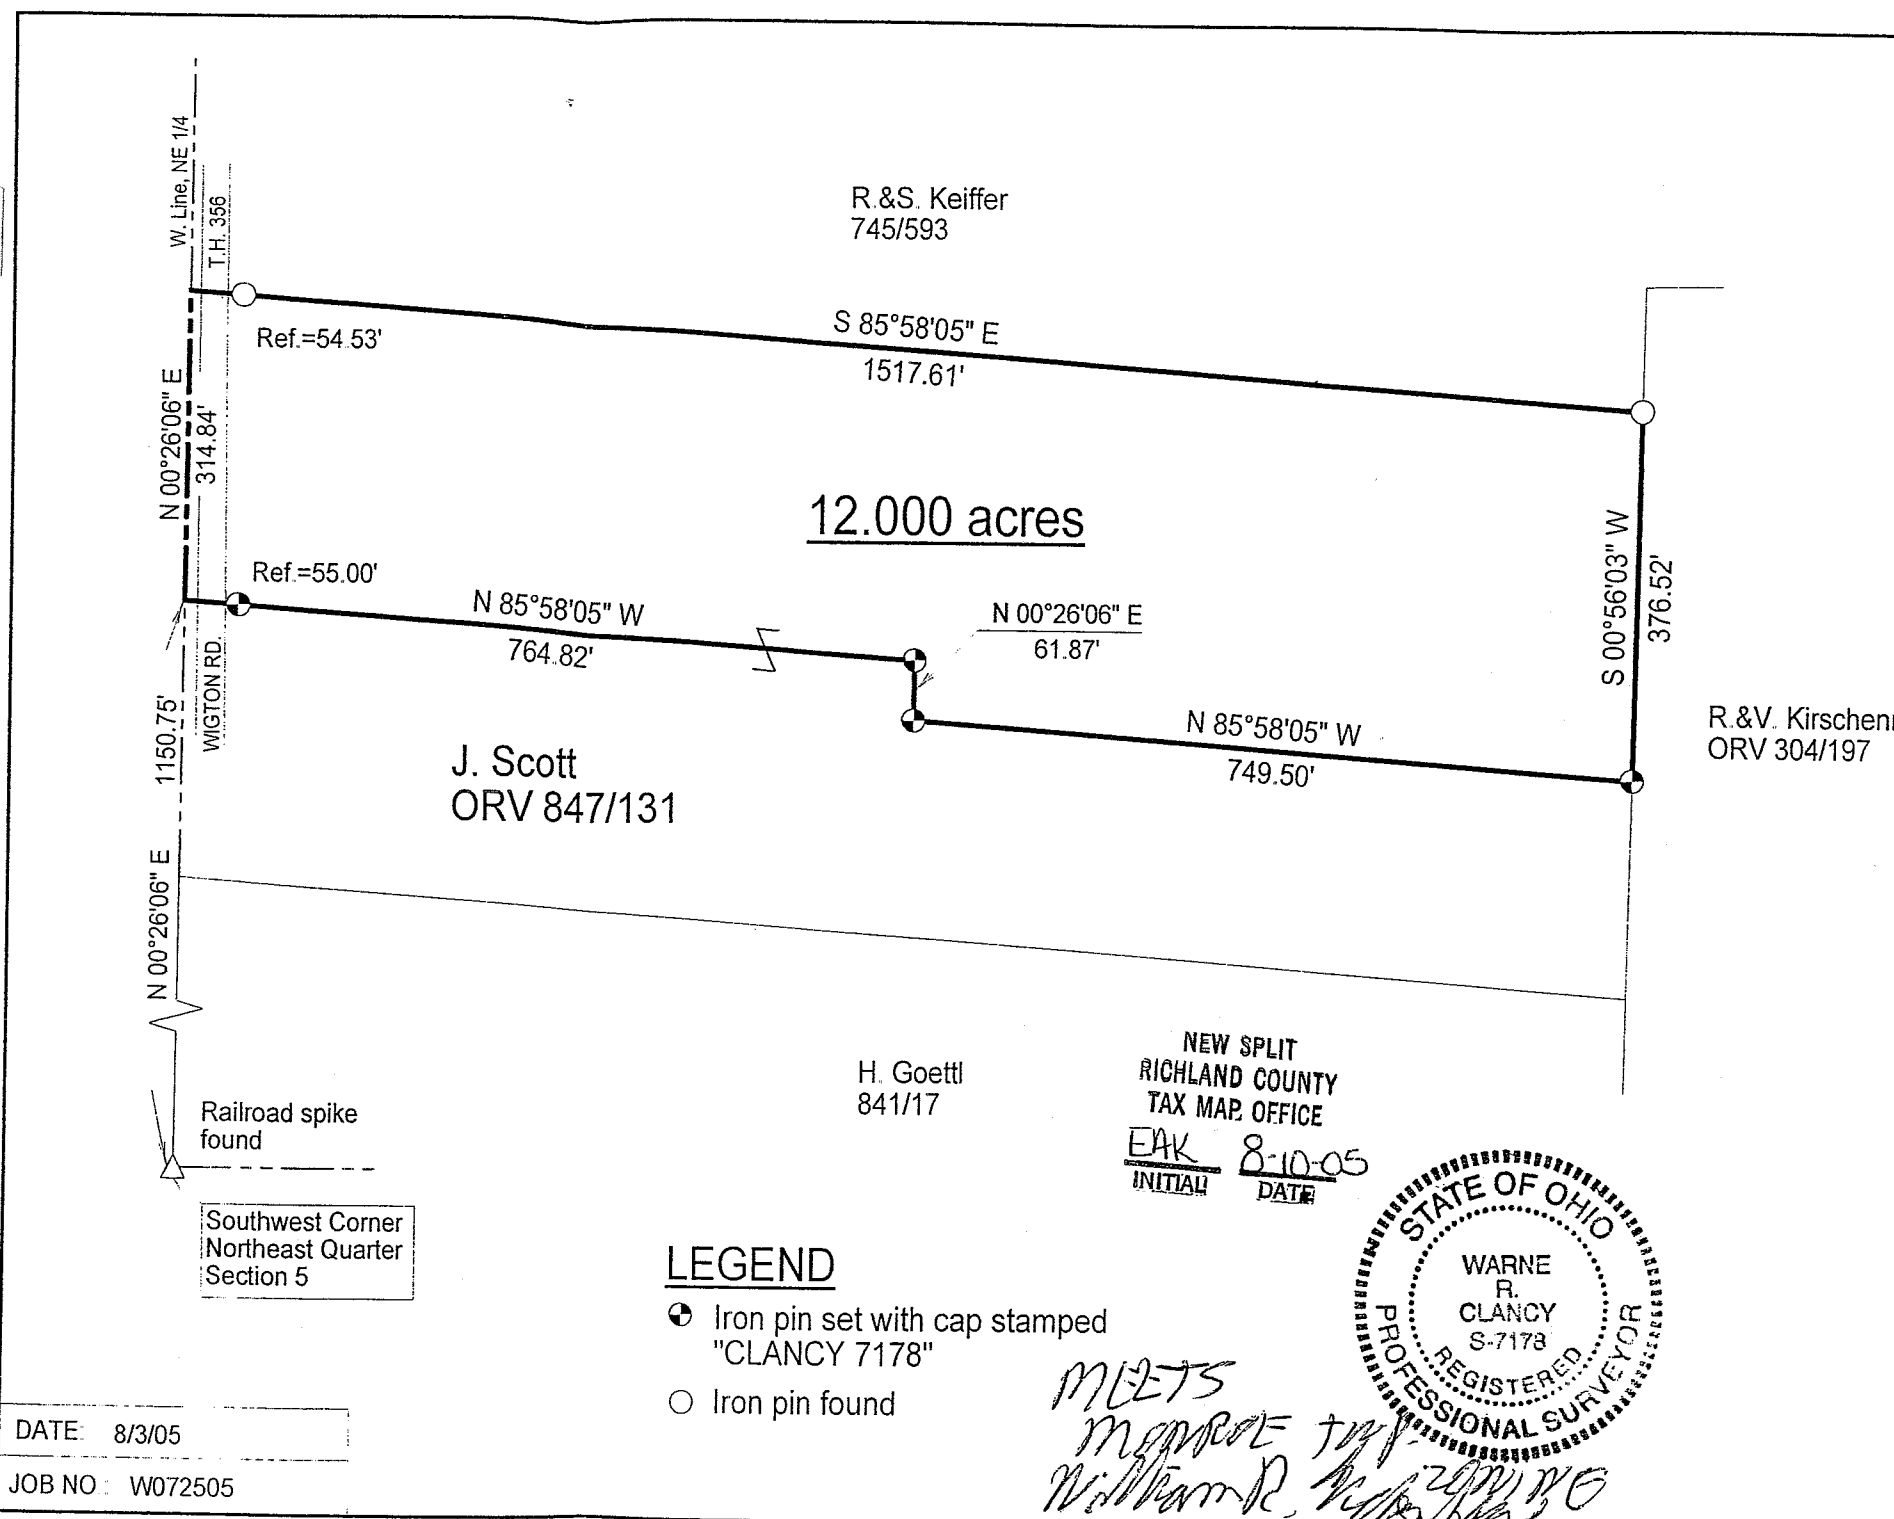 W. Line, NE 1/4
T.H. 356
R.&S. Keiffer
745/593
Ref.=54.53'
S 85°58'05" E
1517.61'
N 00°26'06" E
314.84'
12.000 acres
S 00°56'03" W
376.52'
Ref.=55.00'
N 85°58'05" W
764.82'
N 00°26'06" E
61.87'
WIGTON RD.
1150.75'
N 00°26'06" E
N 85°58'05" W
749.50'
R.&V. Kirschenr
ORV 304/197
J. Scott
ORV 847/131
H. Goettl
841/17
NEW SPLIT
RICHLAND COUNTY
TAX MAP OFFICE
EAK 8-10-05
INITIAL DATE
Railroad spike
found
Southwest Corner
Northeast Quarter
Section 5
LEGEND
Iron pin set with cap stamped
"CLANCY 7178"
Iron pin found
STATE OF OHIO
WARNE
R.
CLANCY
S-7178
REGISTERED
PROFESSIONAL SURVEYOR
MEETS
MONROE TWP.
ZONING
William R.
DATE: 8/3/05
JOB NO.: W072505